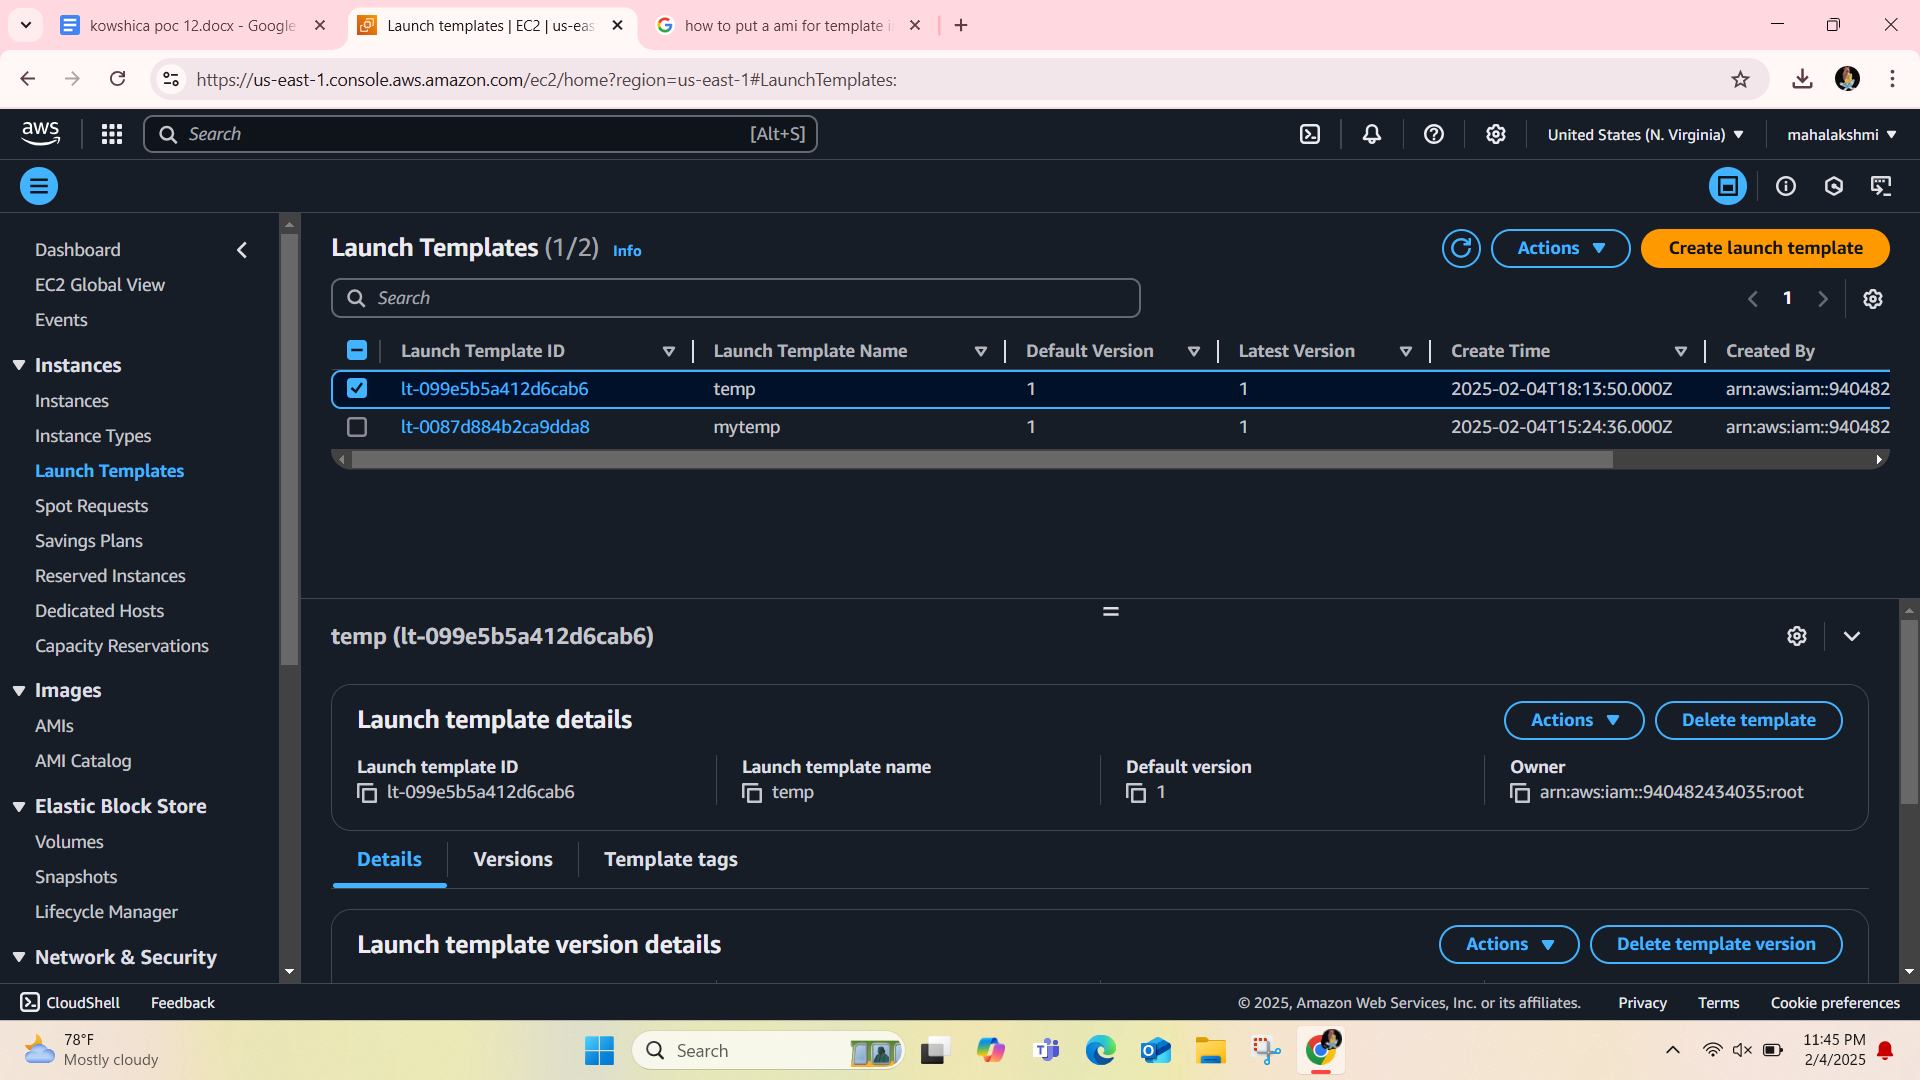 kowshica poc 12.docx - Google
Launch templates | EC2 | us-eas
how to put a ami for template i
https://us-east-1.console.aws.amazon.com/ec2/home?region=us-east-1#LaunchTemplates:
aws
Search [Alt+S]
United States (N. Virginia)
mahalakshmi
Dashboard
EC2 Global View
Events
Instances
Instances
Instance Types
Launch Templates
Spot Requests
Savings Plans
Reserved Instances
Dedicated Hosts
Capacity Reservations
Images
AMIs
AMI Catalog
Elastic Block Store
Volumes
Snapshots
Lifecycle Manager
Network & Security
Launch Templates (1/2) Info
Actions
Create launch template
Search
1
Launch Template ID Launch Template Name Default Version Latest Version Create Time Created By
lt-099e5b5a412d6cab6 temp 1 1 2025-02-04T18:13:50.000Z arn:aws:iam::940482
lt-0087d884b2ca9dda8 mytemp 1 1 2025-02-04T15:24:36.000Z arn:aws:iam::940482
temp (lt-099e5b5a412d6cab6)
Launch template details
Actions
Delete template
Launch template ID Launch template name Default version Owner
lt-099e5b5a412d6cab6 temp 1 arn:aws:iam::940482434035:root
Details Versions Template tags
Launch template version details
Actions
Delete template version
CloudShell Feedback
© 2025, Amazon Web Services, Inc. or its affiliates. Privacy Terms Cookie preferences
78°F
Mostly cloudy
Search
11:45 PM
2/4/2025